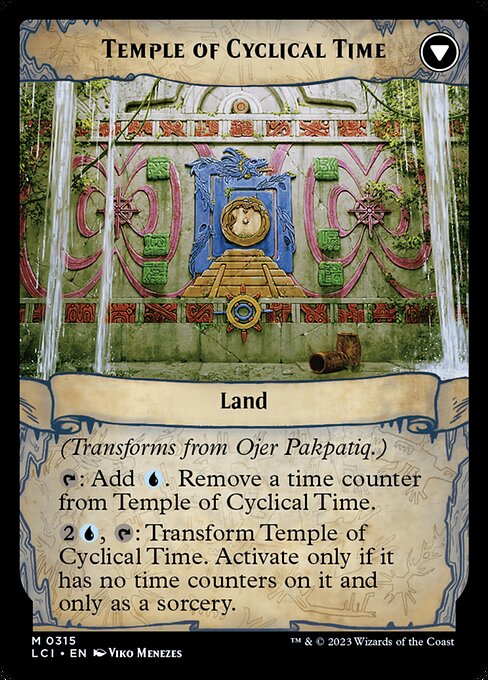 Temple of Cyclical Time
Land
(Transforms from Ojer Pakpatiq.)
: Add . Remove a time counter
from Temple of Cyclical Time.
2, : Transform Temple of
Cyclical Time. Activate only if it
has no time counters on it and
only as a sorcery.
M 0315
LCI • EN Viko Menezes
™ & © 2023 Wizards of the Coast